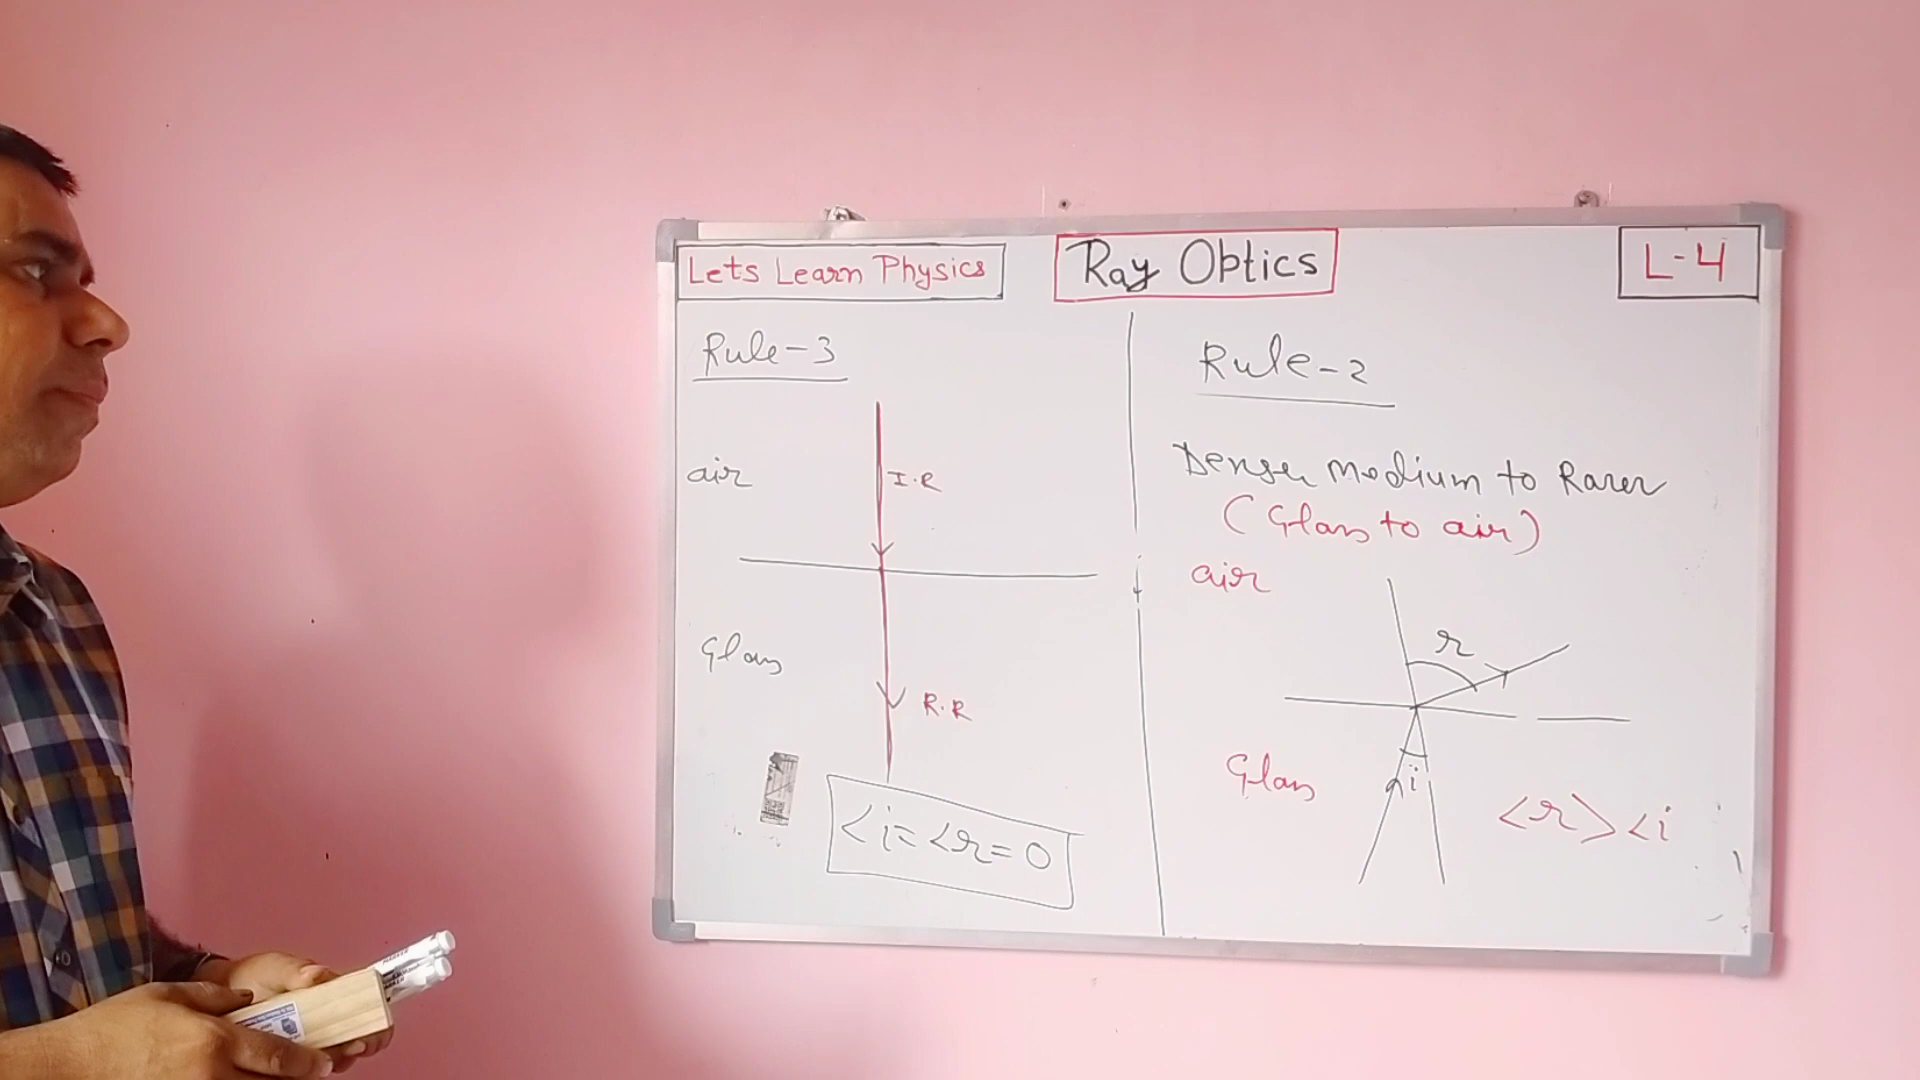 Lets Learn Physics
Ray Optics
L-4
Rule-3
air
I.R
Glass
R.R
<i=<r=0
Rule-2
Denser medium to Rarer
(Glass to air)
air
r
Glass
i
<r><i